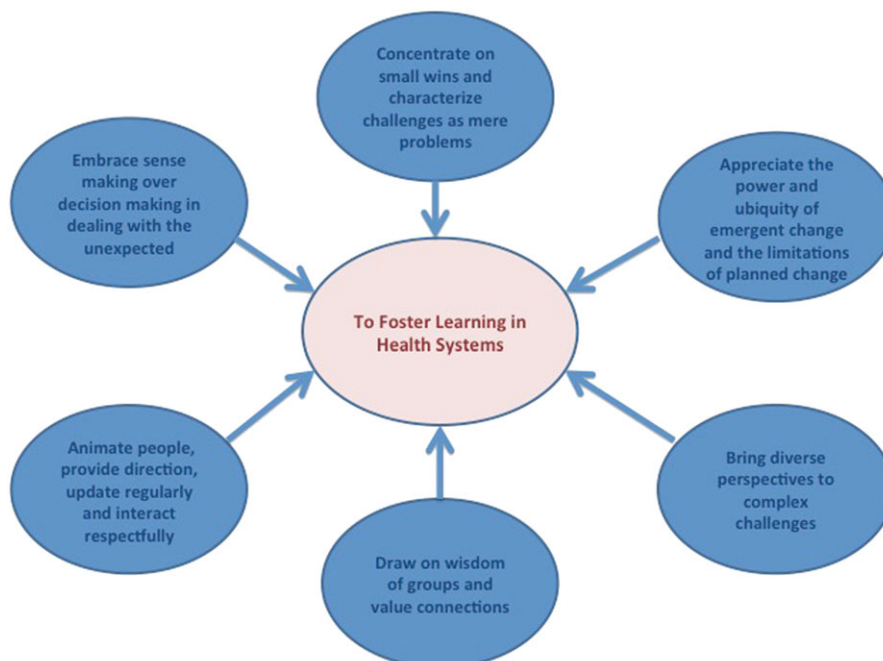 Concentrate on
small wins and
characterize
challenges as mere
problems
Embrace sense
making over
decision making in
dealing with the
unexpected
Appreciate the
power and
ubiquity of
emergent change
and the limitations
of planned change
To Foster Learning in
Health Systems
Animate people,
provide direction,
update regularly
and interact
respectfully
Bring diverse
perspectives to
complex
challenges
Draw on wisdom
of groups and
value connections